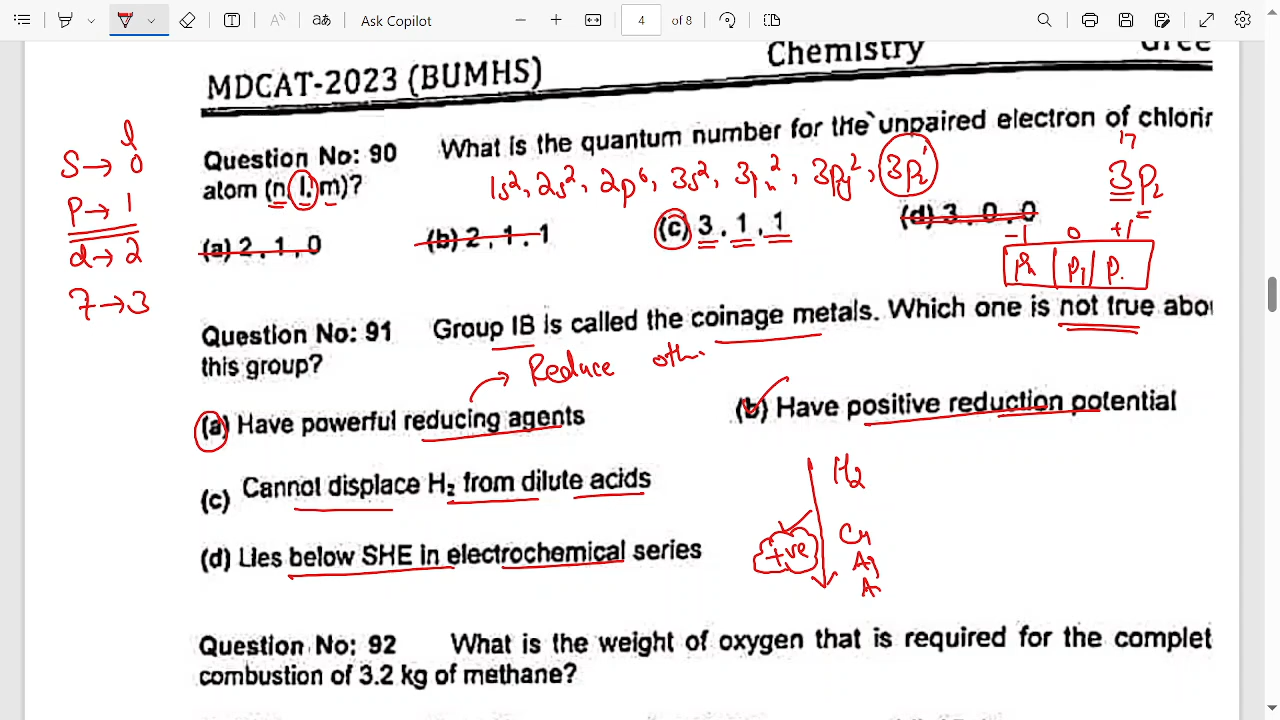 Ask Copilot
4 of 8
Chemistry
MDCAT-2023 (BUMHS)
Question No: 90 What is the quantum number for the unpaired electron of chlorin
atom (n, l, m)?
1s², 2s², 2p⁶, 3s², 3px², 3py², 3pz¹
17
3pz
l
S → 0
p → 1
d → 2
7 → 3
(a) 2, 1, 0 (b) 2, 1, 1 (c) 3, 1, 1 (d) 3, 0, 0
-1 0 +1
Question No: 91 Group IB is called the coinage metals. Which one is not true abo
this group?
→ Reduce oth
(a) Have powerful reducing agents (b) Have positive reduction potential
(c) Cannot displace H₂ from dilute acids
(d) Lies below SHE in electrochemical series
H₂
Cu
Ag
A
+ve
Question No: 92 What is the weight of oxygen that is required for the complet
combustion of 3.2 kg of methane?